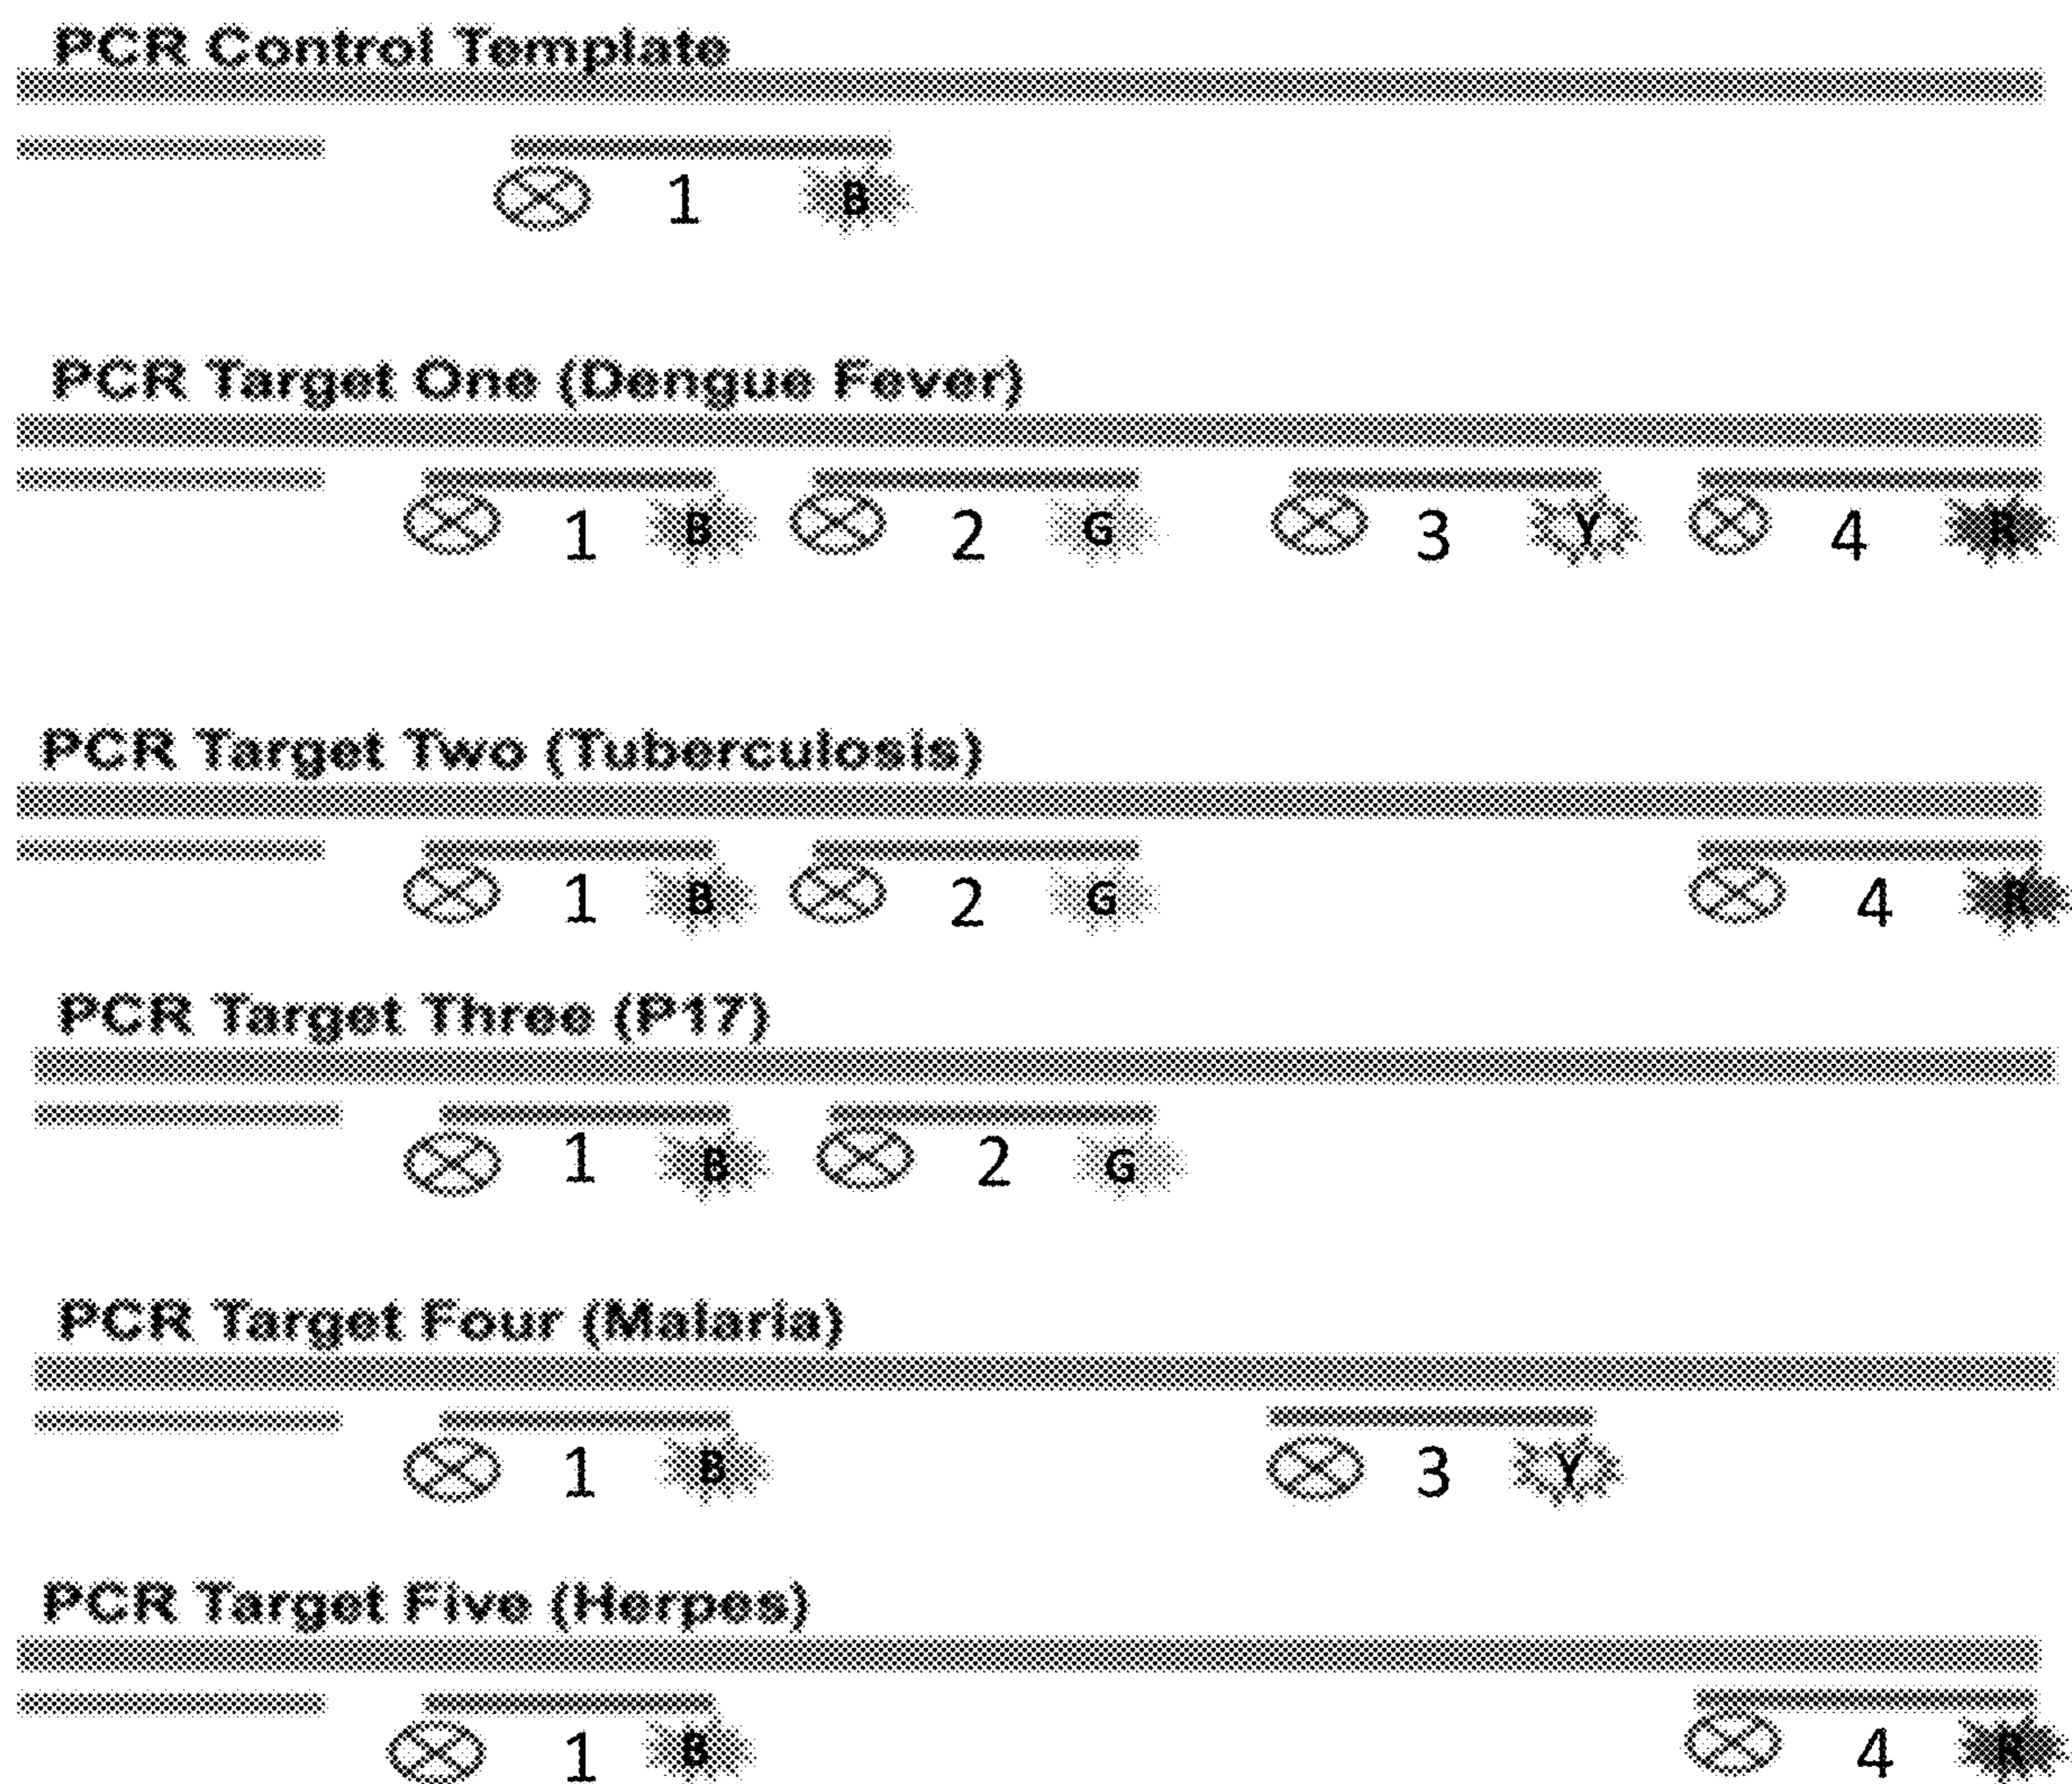 PCR Control Template
1 B
PCR Target One (Dengue Fever)
1 B 2 G 3 Y 4 R
PCR Target Two (Tuberculosis)
1 B 2 G 4 R
PCR Target Three (P17)
1 B 2 G
PCR Target Four (Malaria)
1 B 3 Y
PCR Target Five (Herpes)
1 B 4 R